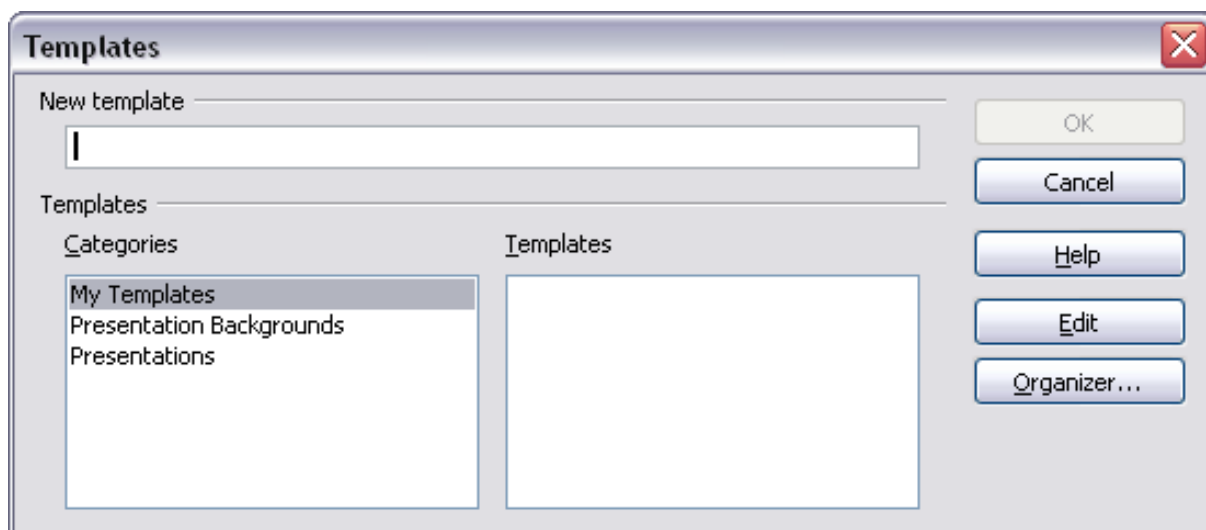 Templates
New template
OK
Cancel
Templates
Categories
Templates
Help
My Templates
Presentation Backgrounds
Presentations
Edit
Organizer...